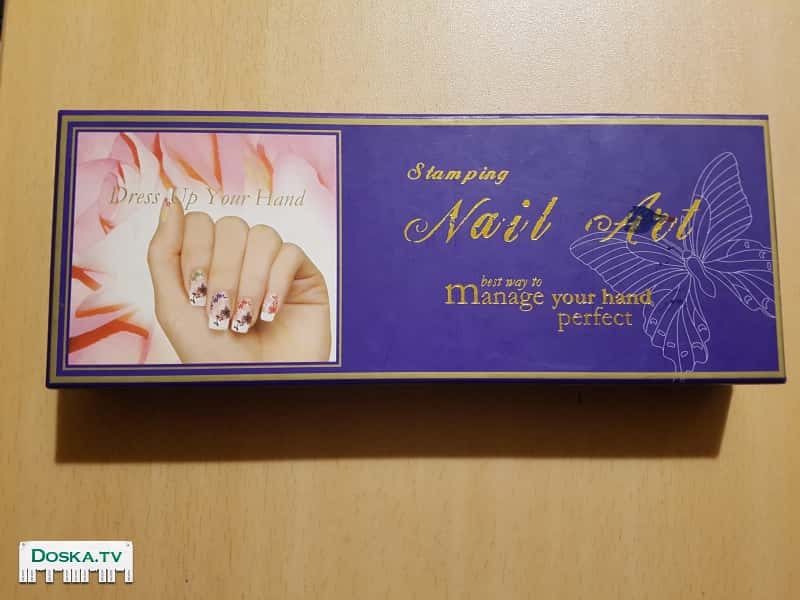 Dress Up Your Hand
Stamping
Nail Art
best way to
manage your hand
perfect
DOSKA.TV